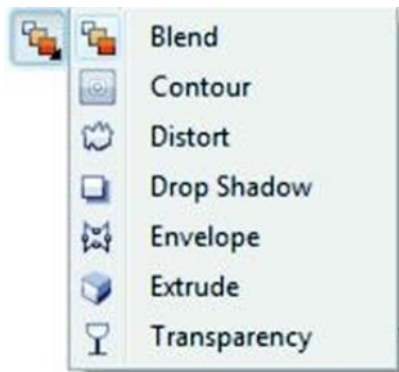 Blend
Contour
Distort
Drop Shadow
Envelope
Extrude
Transparency